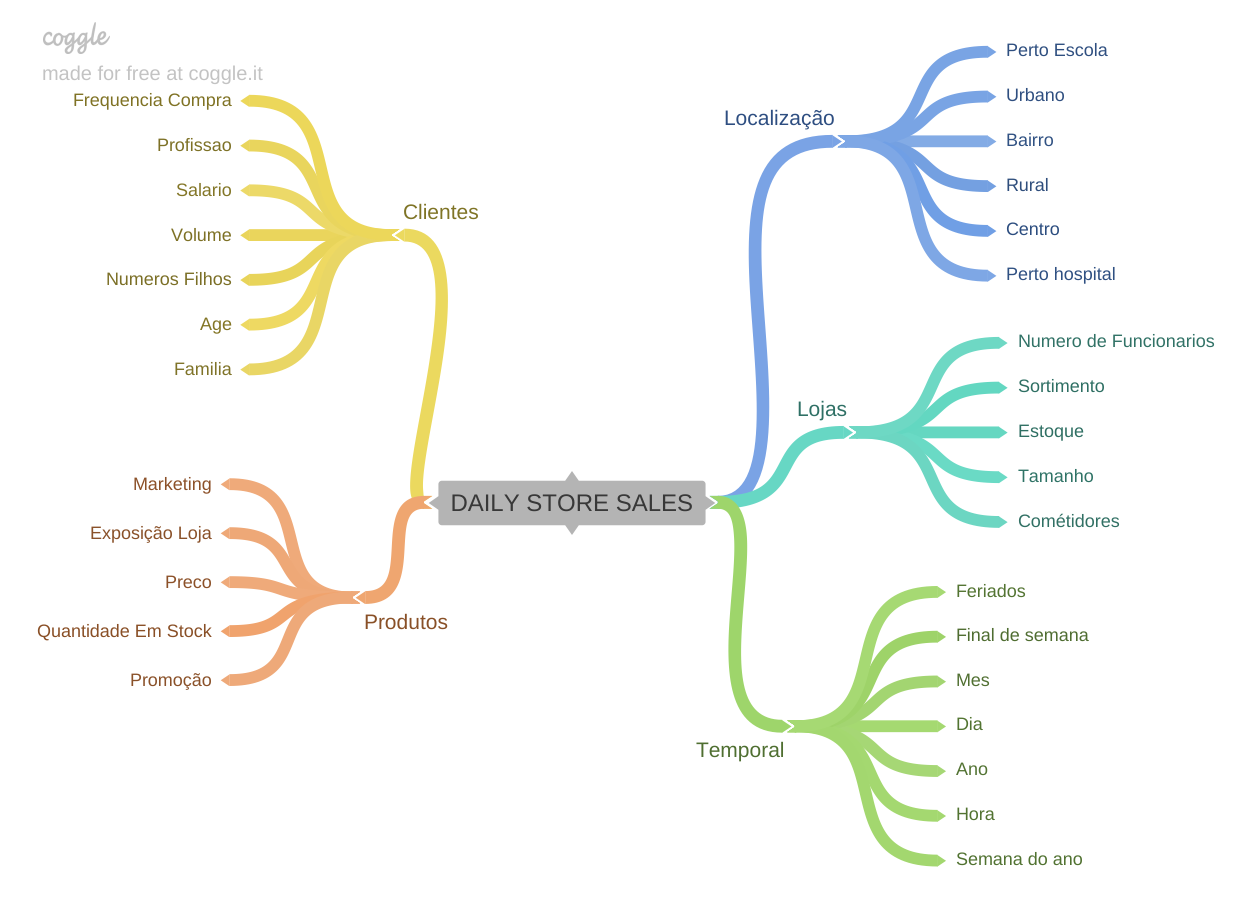 coggle
made for free at coggle.it
Frequencia Compra
Profissao
Salario
Volume
Numeros Filhos
Age
Familia
Clientes
Marketing
Exposição Loja
Preco
Quantidade Em Stock
Promoção
Produtos
DAILY STORE SALES
Localização
Perto Escola
Urbano
Bairro
Rural
Centro
Perto hospital
Lojas
Numero de Funcionarios
Sortimento
Estoque
Tamanho
Cométidores
Temporal
Feriados
Final de semana
Mes
Dia
Ano
Hora
Semana do ano